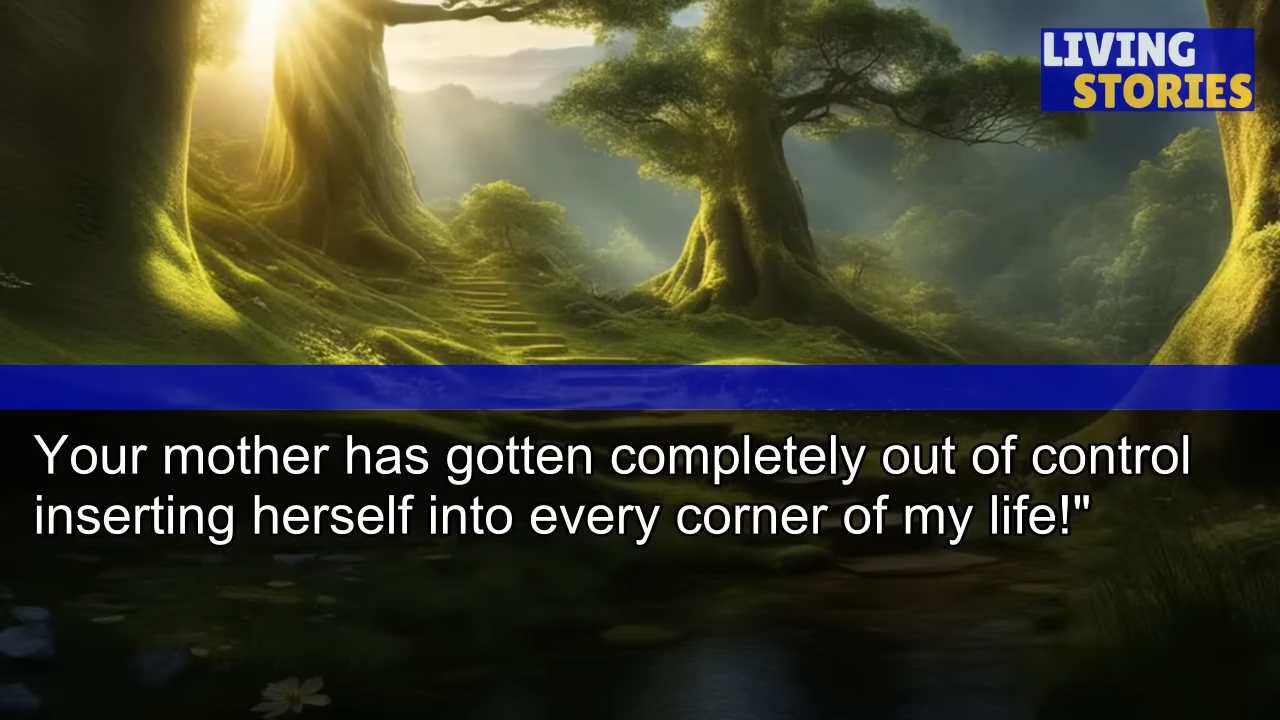 LIVING
STORIES
Your mother has gotten completely out of control
inserting herself into every corner of my life!"